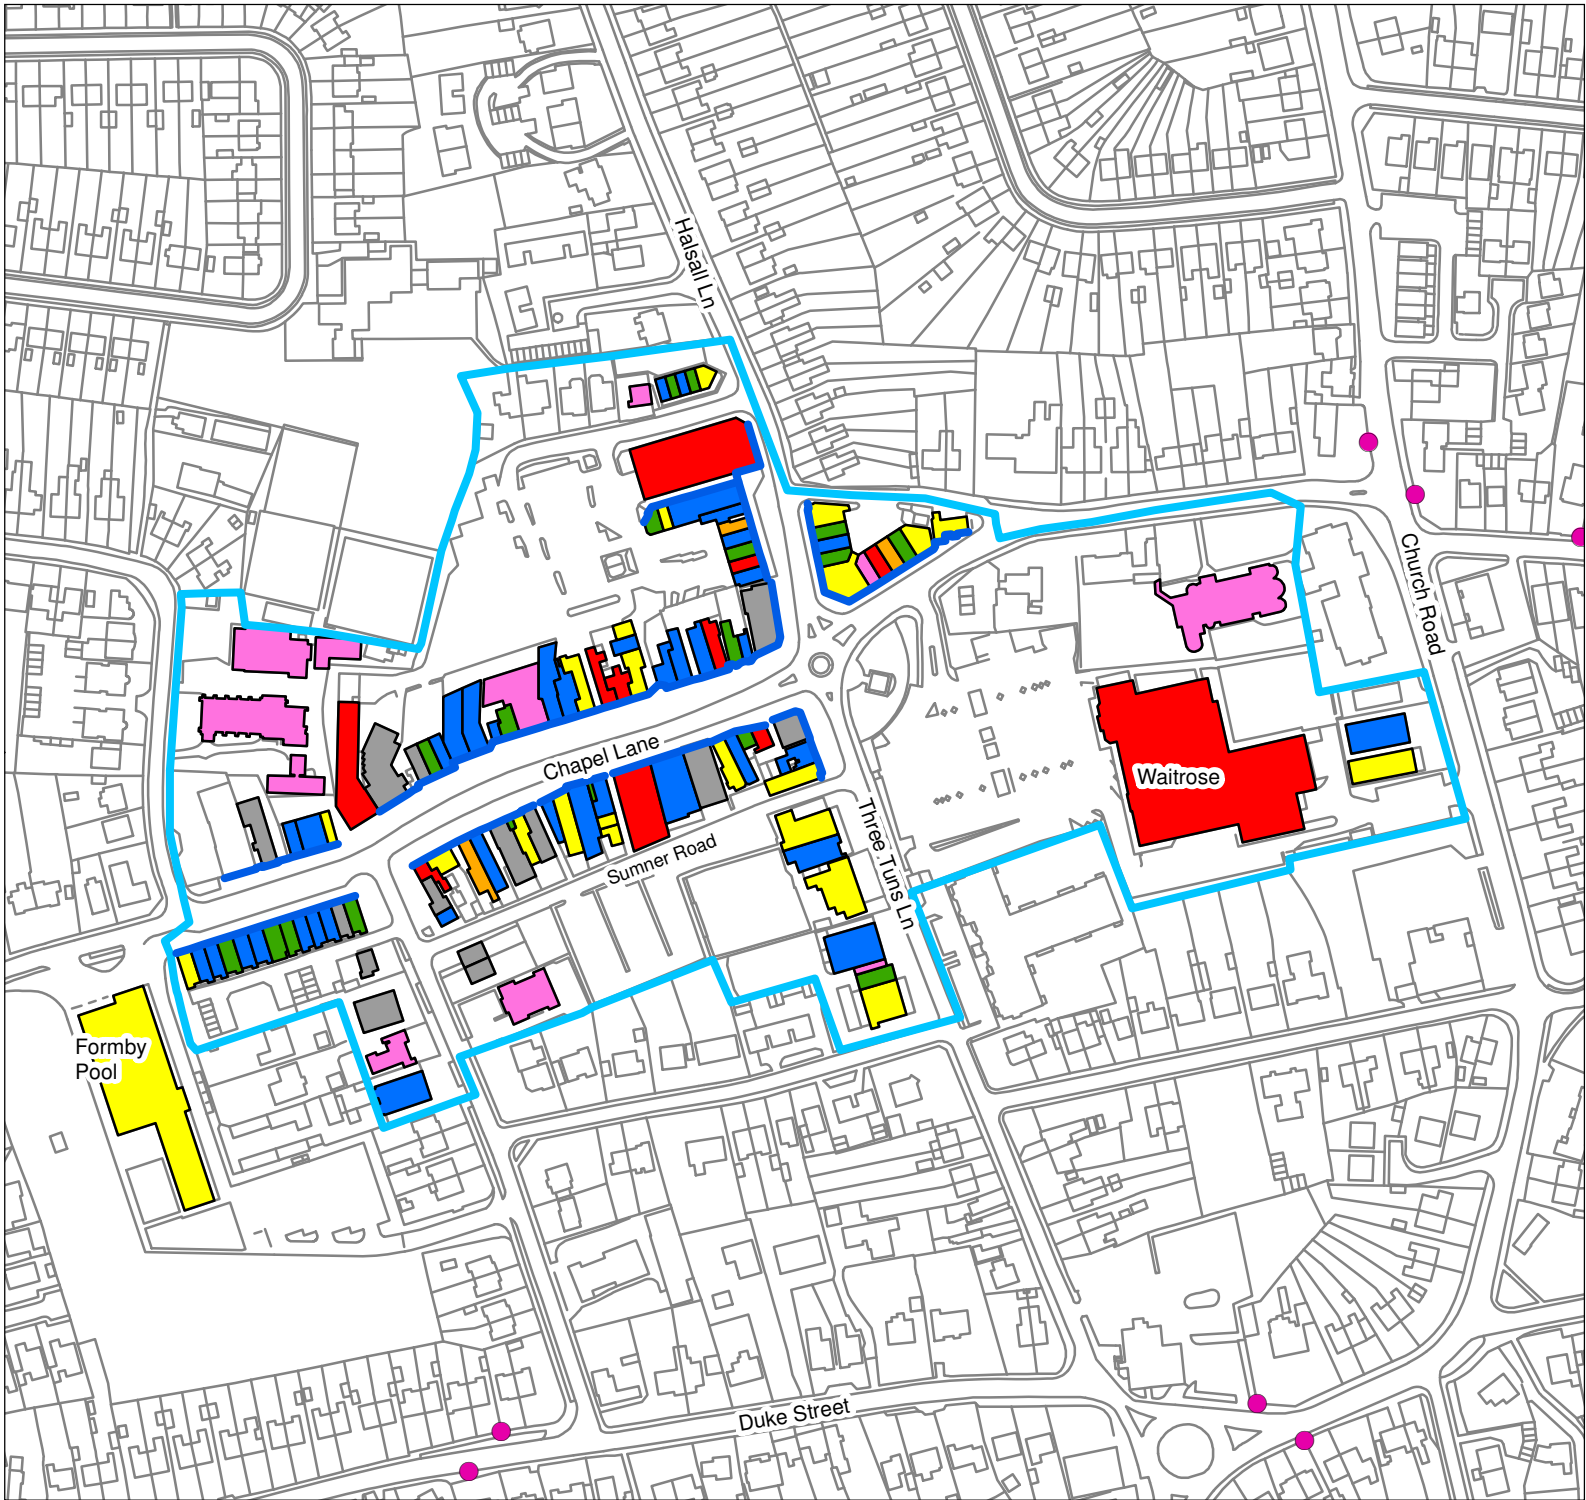 Halsall Ln
Church Road
Chapel Lane
Waitrose
Sumner Road
Three Tuns Ln
Formby
Pool
Duke Street